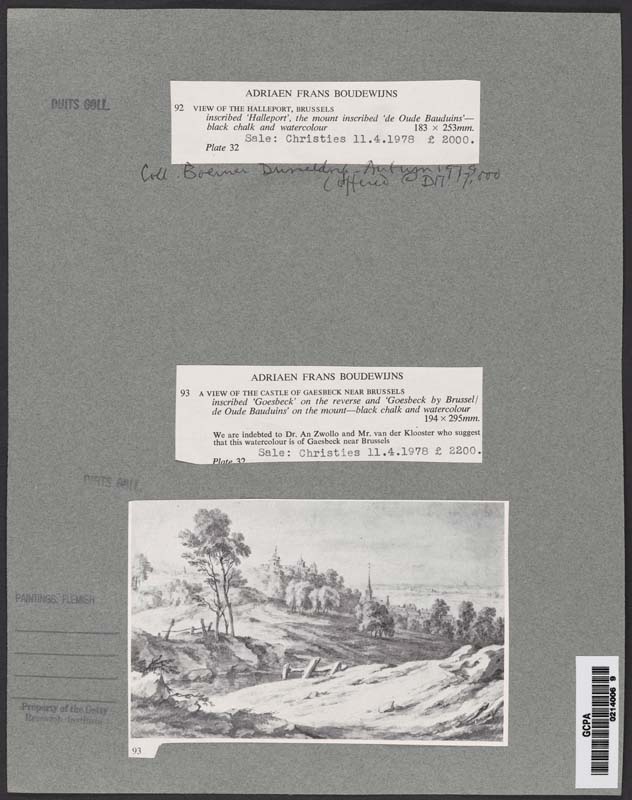 DUITS COLL.
ADRIAEN FRANS BOUDEWIJNS
92 VIEW OF THE HALLEPORT, BRUSSELS
inscribed 'Halleport', the mount inscribed 'de Oude Bauduins'—
black chalk and watercolour 183 × 253mm.
Sale: Christies 11.4.1978 £ 2000.
Plate 32
Coll. Boerner Dusseldorf - Autumn 1979
(offered @ DM 17,000
ADRIAEN FRANS BOUDEWIJNS
93 A VIEW OF THE CASTLE OF GAESBECK NEAR BRUSSELS
inscribed 'Goesbeck' on the reverse and 'Goesbeck by Brussel/
de Oude Bauduins' on the mount—black chalk and watercolour
194 × 295mm.
We are indebted to Dr. An Zwollo and Mr. van der Klooster who suggest
that this watercolour is of Gaesbeck near Brussels
Sale: Christies 11.4.1978 £ 2200.
Plate 32
DUITS COLL.
PAINTINGS, FLEMISH
Property of the Getty
Research Institute
93
GCPA
0214006 9